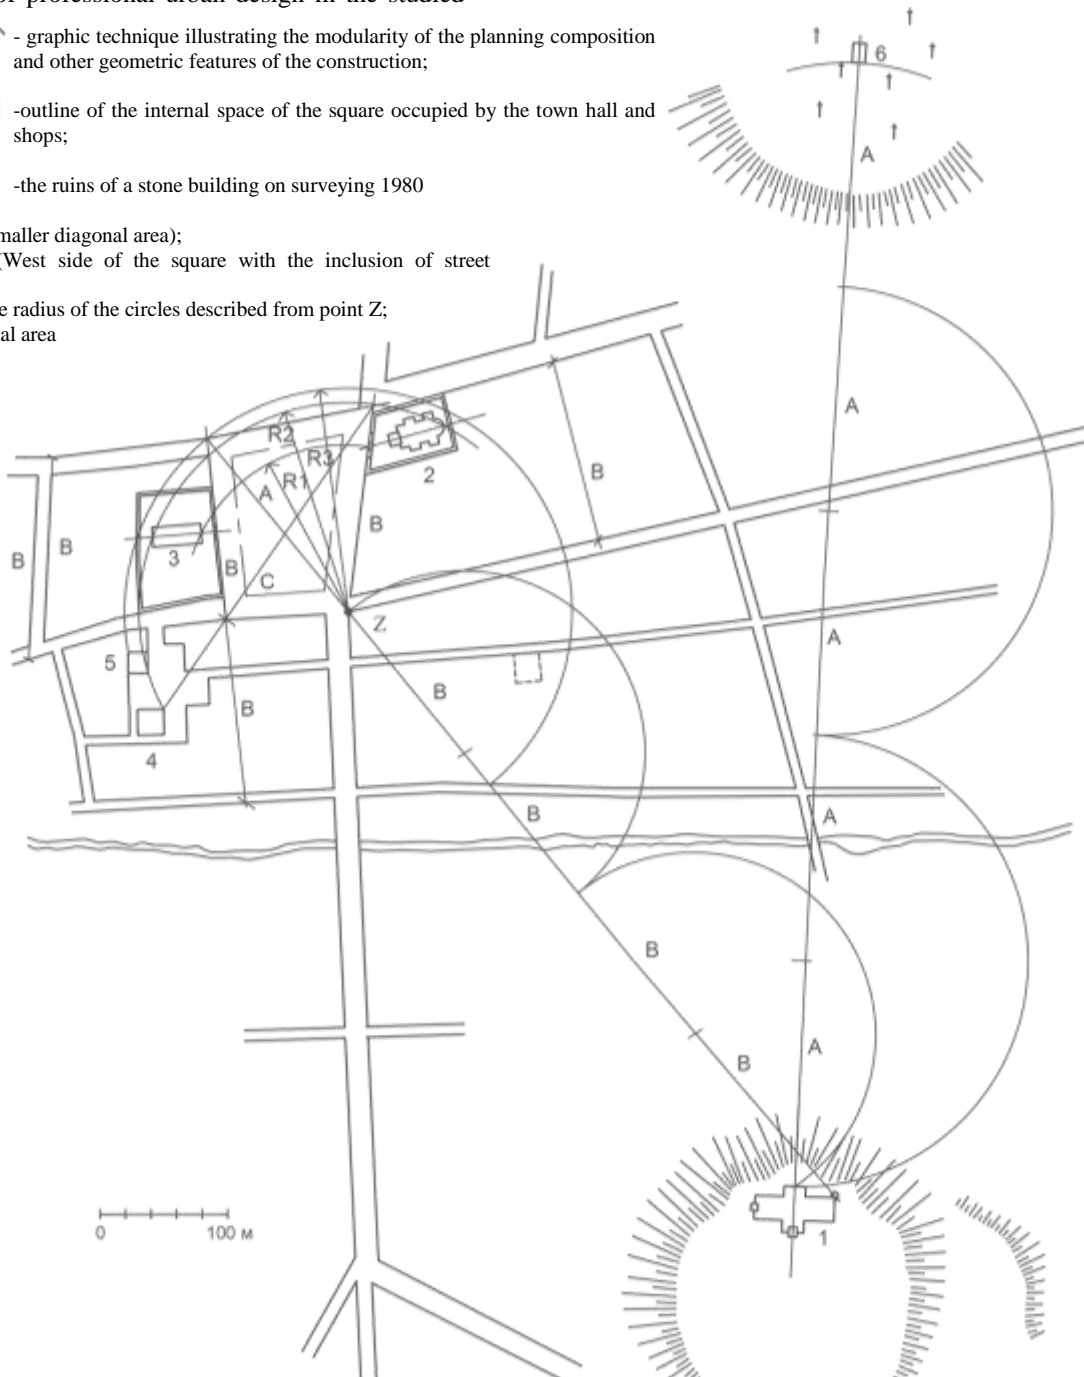 of professional urban design in the studied
- graphic technique illustrating the modularity of the planning composition
and other geometric features of the construction;
-outline of the internal space of the square occupied by the town hall and
shops;
-the ruins of a stone building on surveying 1980
maller diagonal area);
(West side of the square with the inclusion of street
e radius of the circles described from point Z;
al area
6
A
A
R2
R3
R1
A
2
B
B
B
B
3
B
C
B
Z
A
5
B
B
4
B
A
B
A
B
0
100 м
1